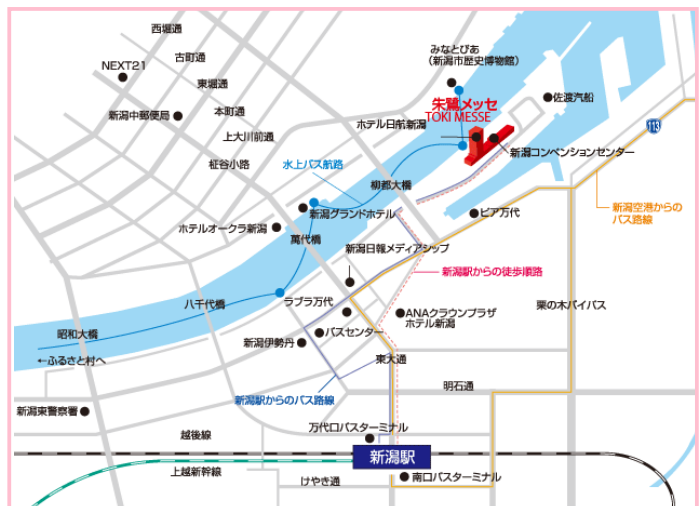 西堀通
古町通
NEXT21
東堀通
みなとぴあ
(新潟市歴史博物館)
本町通
新潟中郵便局
上大川前通
朱鷺メッセ
TOKI MESSE
佐渡汽船
ホテル日航新潟
113
柾谷小路
水上バス航路
新潟コンベンションセンター
柳都大橋
新潟グランドホテル
ピア万代
新潟空港からの
バス路線
ホテルオークラ新潟
萬代橋
新潟日報メディアシップ
新潟駅からの徒歩順路
八千代橋
ラブラ万代
栗の木バイパス
ANAクラウンプラザ
ホテル新潟
昭和大橋
バスセンター
新潟伊勢丹
←ふるさと村へ
東大通
明石通
新潟駅からのバス路線
新潟東警察署
万代口バスターミナル
越後線
新潟駅
上越新幹線
けやき通
南口バスターミナル